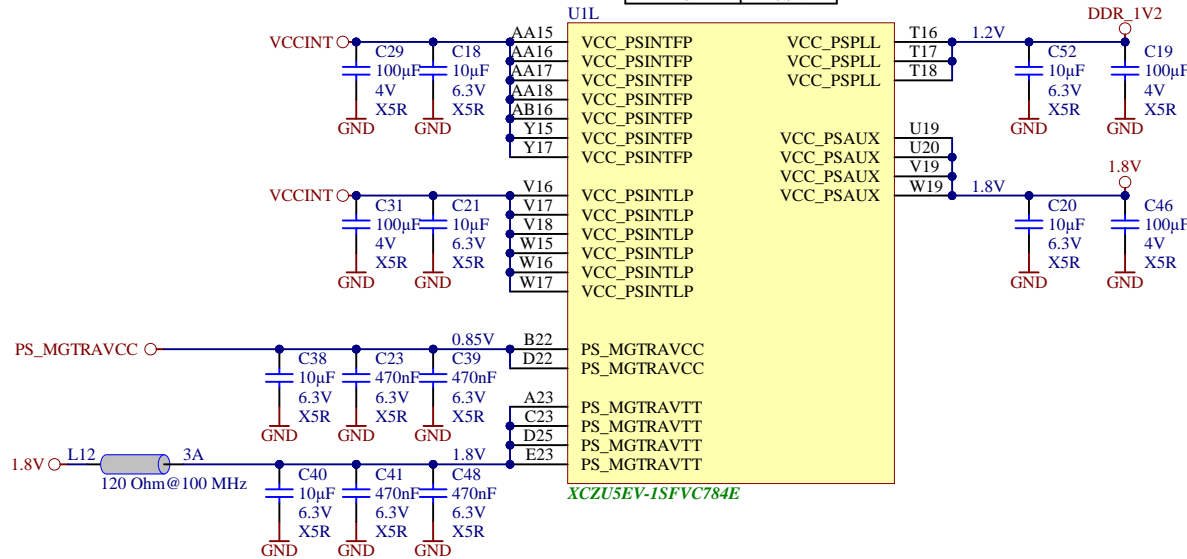 U1L
DDR_1V2
VCCINT
C29
100µF
4V
X5R
GND
C18
10µF
6.3V
X5R
GND
AA15
AA16
AA17
AA18
AB16
Y15
Y17
VCC_PSINTFP
VCC_PSINTFP
VCC_PSINTFP
VCC_PSINTFP
VCC_PSINTFP
VCC_PSINTFP
VCC_PSINTFP
VCC_PSPLL
VCC_PSPLL
VCC_PSPLL
T16
T17
T18
1.2V
C52
10µF
6.3V
X5R
GND
C19
100µF
4V
X5R
GND
VCC_PSAUX
VCC_PSAUX
VCC_PSAUX
VCC_PSAUX
U19
U20
V19
W19
1.8V
1.8V
C20
10µF
6.3V
X5R
GND
C46
100µF
4V
X5R
GND
VCCINT
C31
100µF
4V
X5R
GND
C21
10µF
6.3V
X5R
GND
V16
V17
V18
W15
W16
W17
VCC_PSINTLP
VCC_PSINTLP
VCC_PSINTLP
VCC_PSINTLP
VCC_PSINTLP
VCC_PSINTLP
PS_MGTRAVCC
0.85V
C38
10µF
6.3V
X5R
GND
C23
470nF
6.3V
X5R
GND
C39
470nF
6.3V
X5R
GND
B22
D22
PS_MGTRAVCC
PS_MGTRAVCC
A23
C23
D25
E23
PS_MGTRAVTT
PS_MGTRAVTT
PS_MGTRAVTT
PS_MGTRAVTT
1.8V
L12
3A
120 Ohm@100 MHz
1.8V
C40
10µF
6.3V
X5R
GND
C41
470nF
6.3V
X5R
GND
C48
470nF
6.3V
X5R
GND
XCZU5EV-1SFVC784E